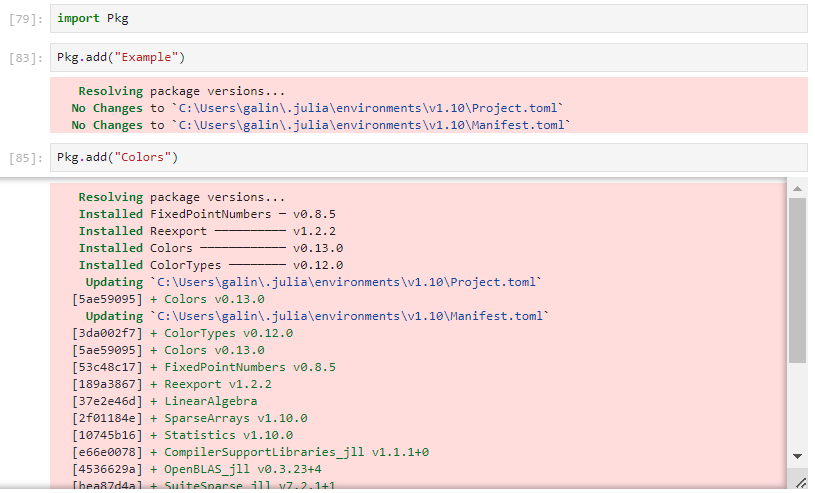 [79]: import Pkg
[83]: Pkg.add("Example")
Resolving package versions...
No Changes to `C:\Users\galin\.julia\environments\v1.10\Project.toml`
No Changes to `C:\Users\galin\.julia\environments\v1.10\Manifest.toml`
[85]: Pkg.add("Colors")
Resolving package versions...
Installed FixedPointNumbers ─ v0.8.5
Installed Reexport ────────── v1.2.2
Installed Colors ──────────── v0.13.0
Installed ColorTypes ──────── v0.12.0
Updating `C:\Users\galin\.julia\environments\v1.10\Project.toml`
[5ae59095] + Colors v0.13.0
Updating `C:\Users\galin\.julia\environments\v1.10\Manifest.toml`
[3da002f7] + ColorTypes v0.12.0
[5ae59095] + Colors v0.13.0
[53c48c17] + FixedPointNumbers v0.8.5
[189a3867] + Reexport v1.2.2
[37e2e46d] + LinearAlgebra
[2f01184e] + SparseArrays v1.10.0
[10745b16] + Statistics v1.10.0
[e66e0078] + CompilerSupportLibraries_jll v1.1.1+0
[4536629a] + OpenBLAS_jll v0.3.23+4
[bea87d4a] + SuiteSparse_jll v7.2.1+1